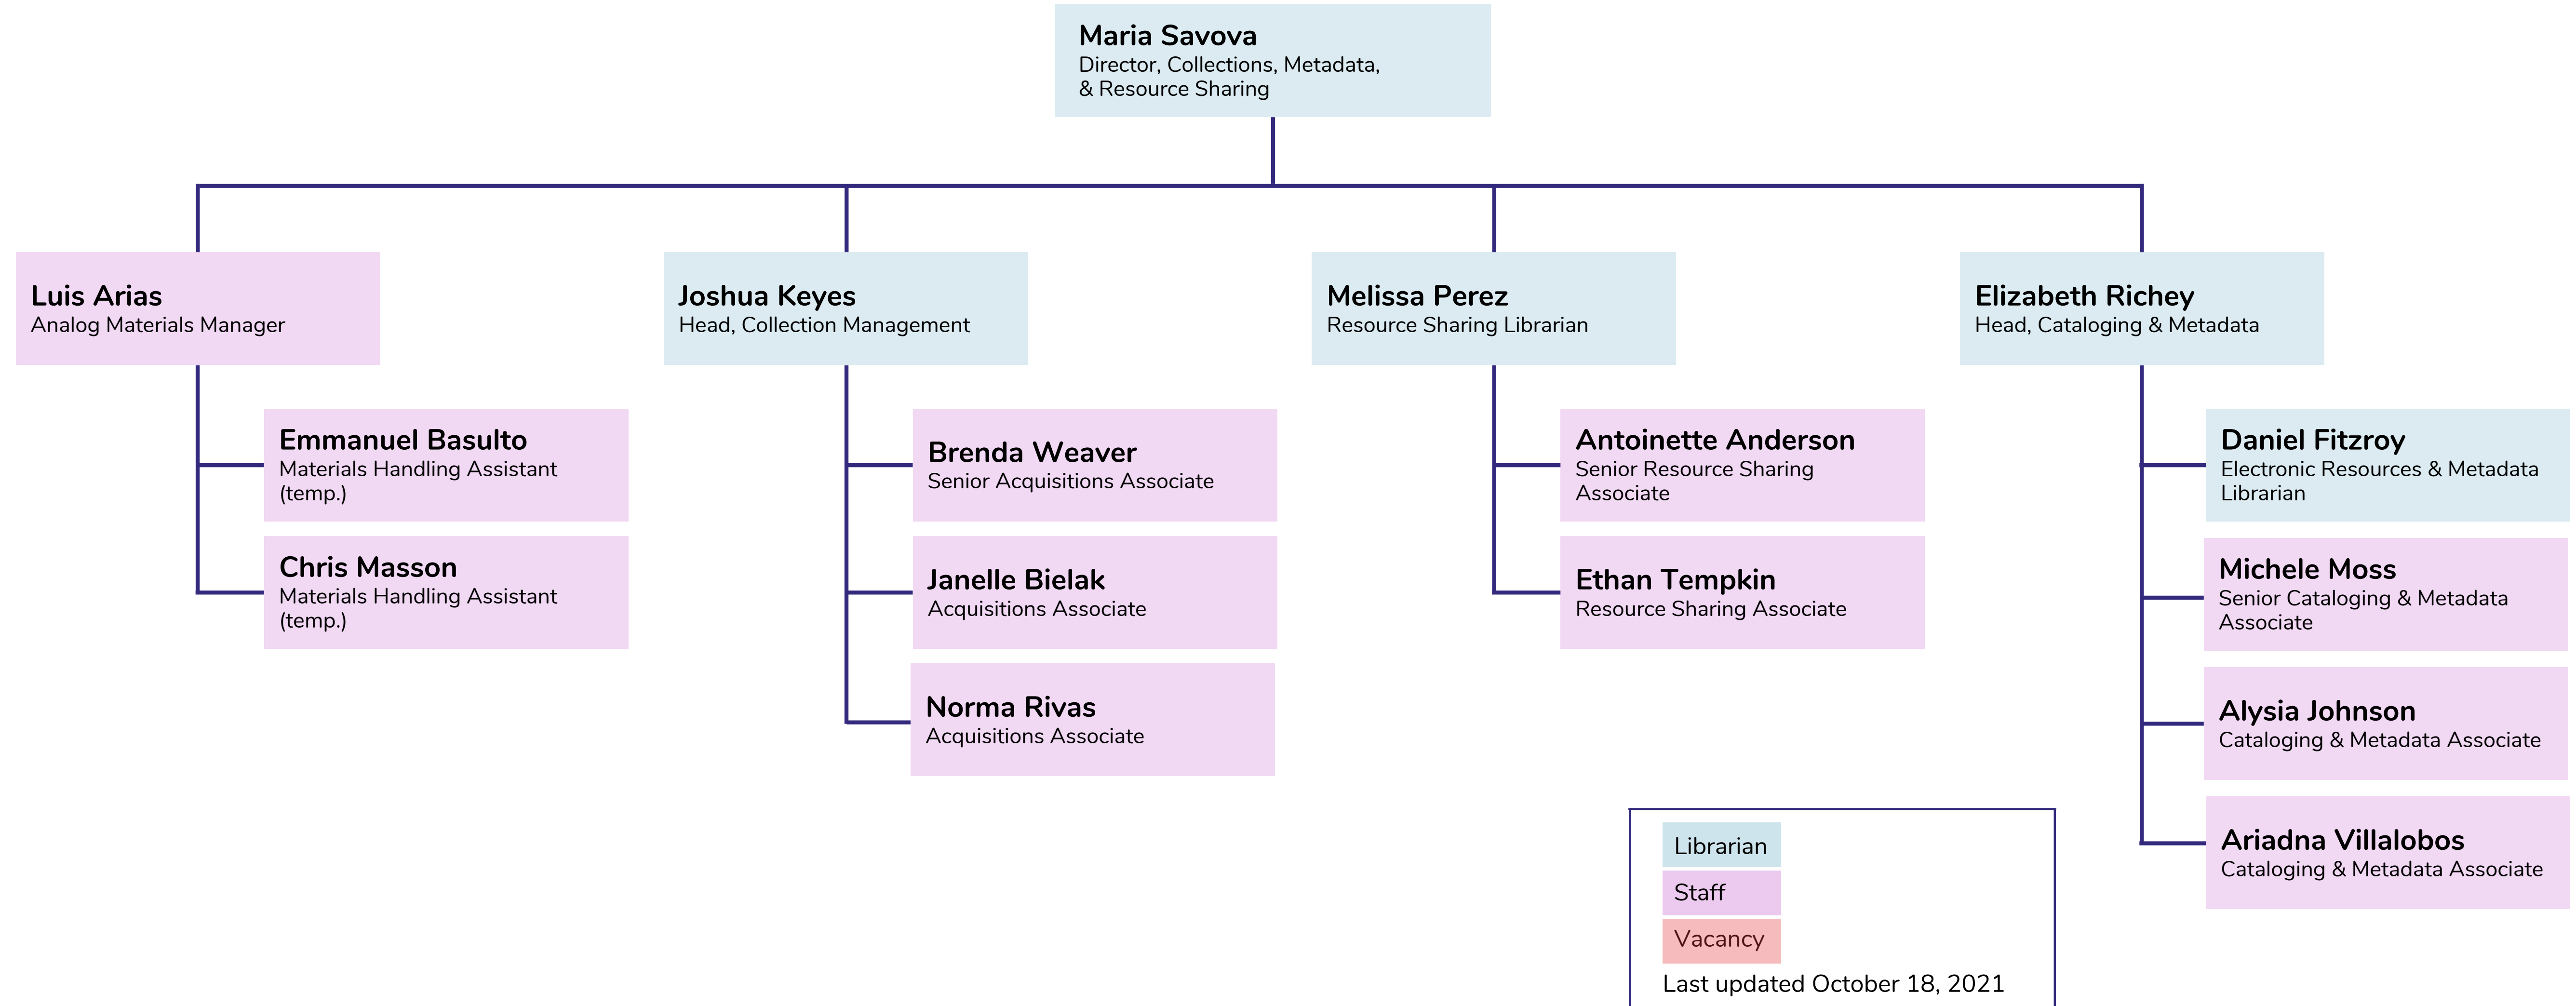 Maria Savova
Director, Collections, Metadata,
& Resource Sharing
Luis Arias
Analog Materials Manager
Joshua Keyes
Head, Collection Management
Melissa Perez
Resource Sharing Librarian
Elizabeth Richey
Head, Cataloging & Metadata
Emmanuel Basulto
Materials Handling Assistant
(temp.)
Chris Masson
Materials Handling Assistant
(temp.)
Brenda Weaver
Senior Acquisitions Associate
Janelle Bielak
Acquisitions Associate
Norma Rivas
Acquisitions Associate
Antoinette Anderson
Senior Resource Sharing
Associate
Ethan Tempkin
Resource Sharing Associate
Daniel Fitzroy
Electronic Resources & Metadata
Librarian
Michele Moss
Senior Cataloging & Metadata
Associate
Alysia Johnson
Cataloging & Metadata Associate
Ariadna Villalobos
Cataloging & Metadata Associate
Librarian
Staff
Vacancy
Last updated October 18, 2021